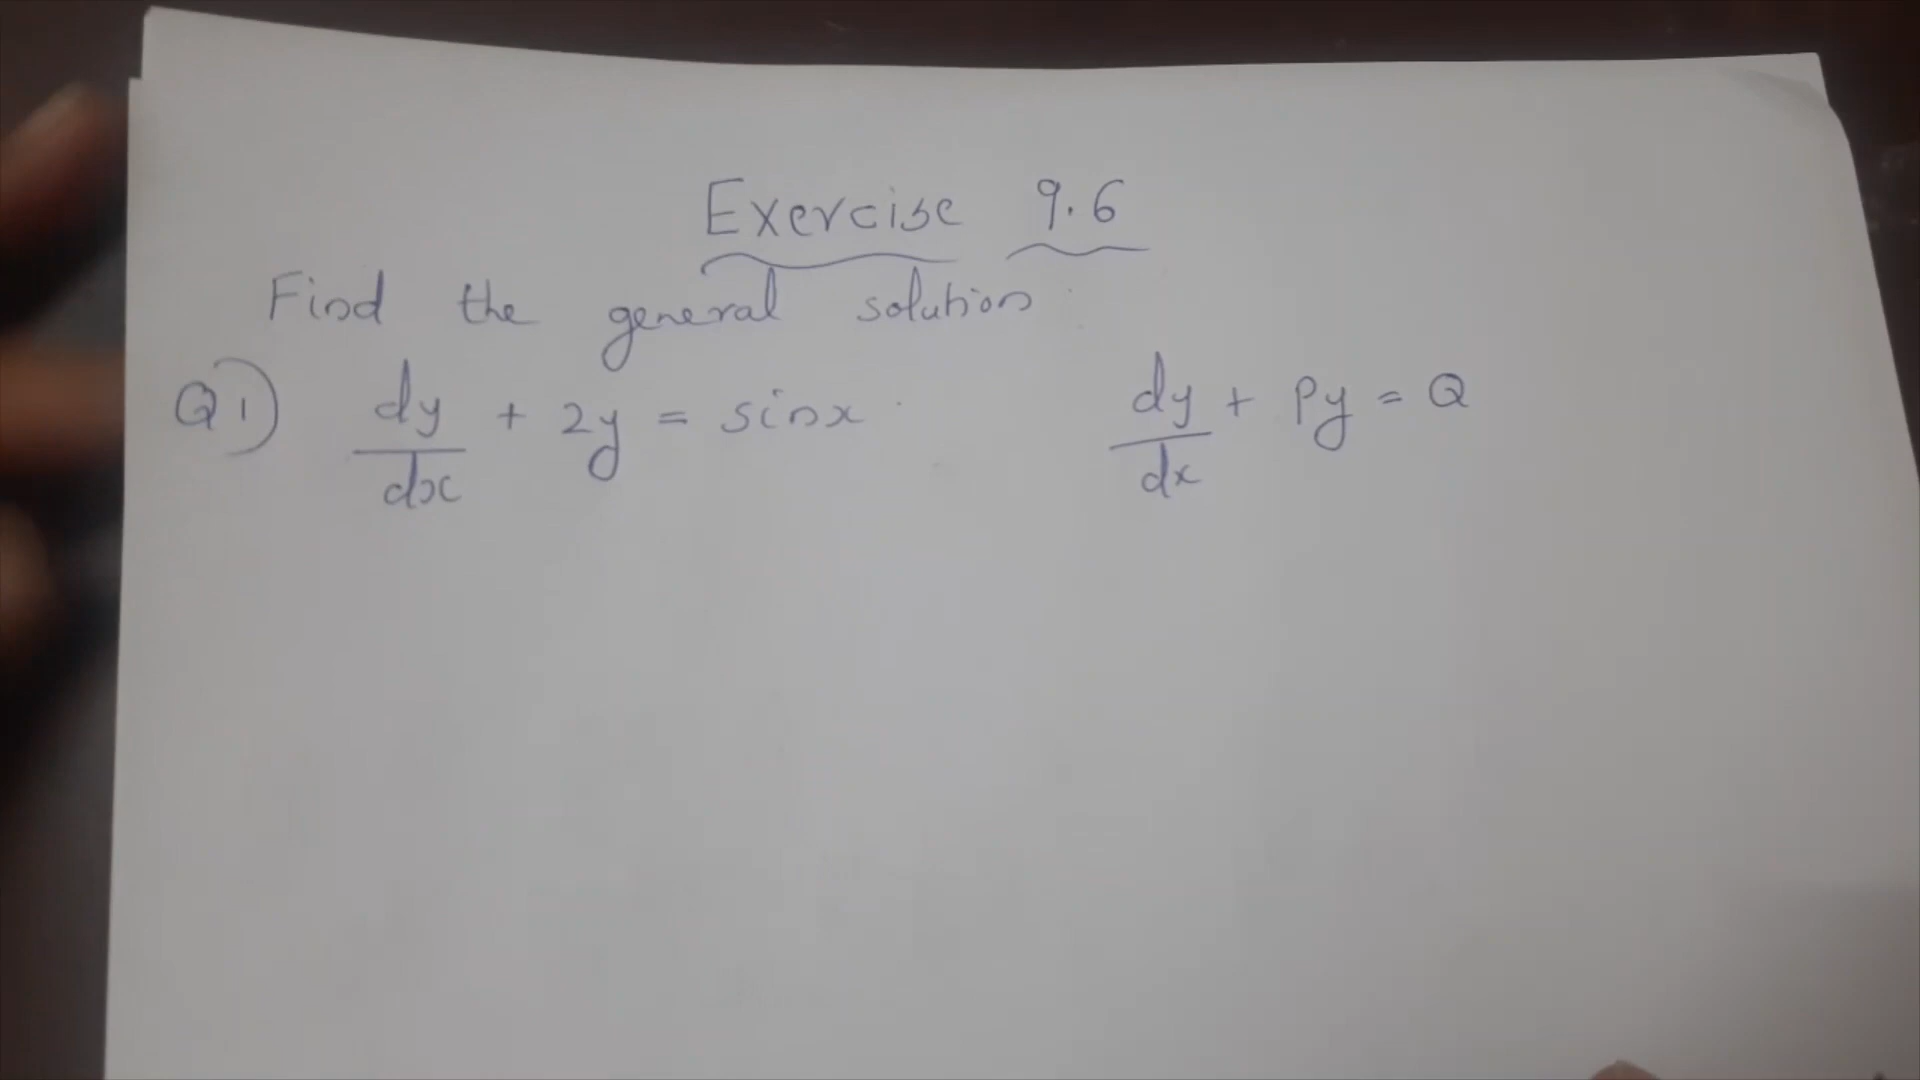 Exercise 9.6
Find the general solution
Q1) dy/dx + 2y = sinx
dy/dx + Py = Q